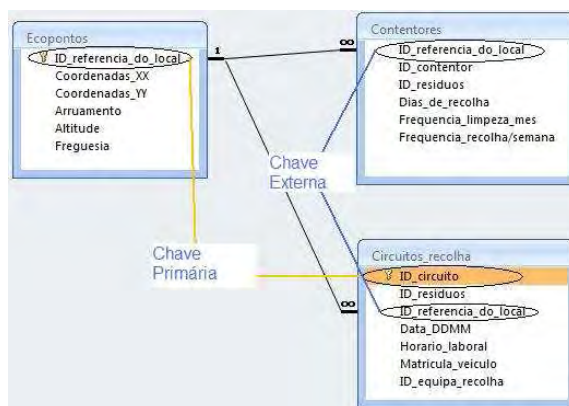 Ecopontos
ID_referencia_do_local
Coordenadas_XX
Coordenadas_YY
Arruamento
Altitude
Freguesia
1
∞
Contentores
ID_referencia_do_local
ID_contentor
ID_residuos
Dias_de_recolha
Frequencia_limpeza_mes
Frequencia_recolha/semana
Chave
Externa
Chave
Primária
∞
Circuitos_recolha
ID_circuito
ID_residuos
ID_referencia_do_local
Data_DDMM
Horario_laboral
Matricula_veiculo
ID_equipa_recolha